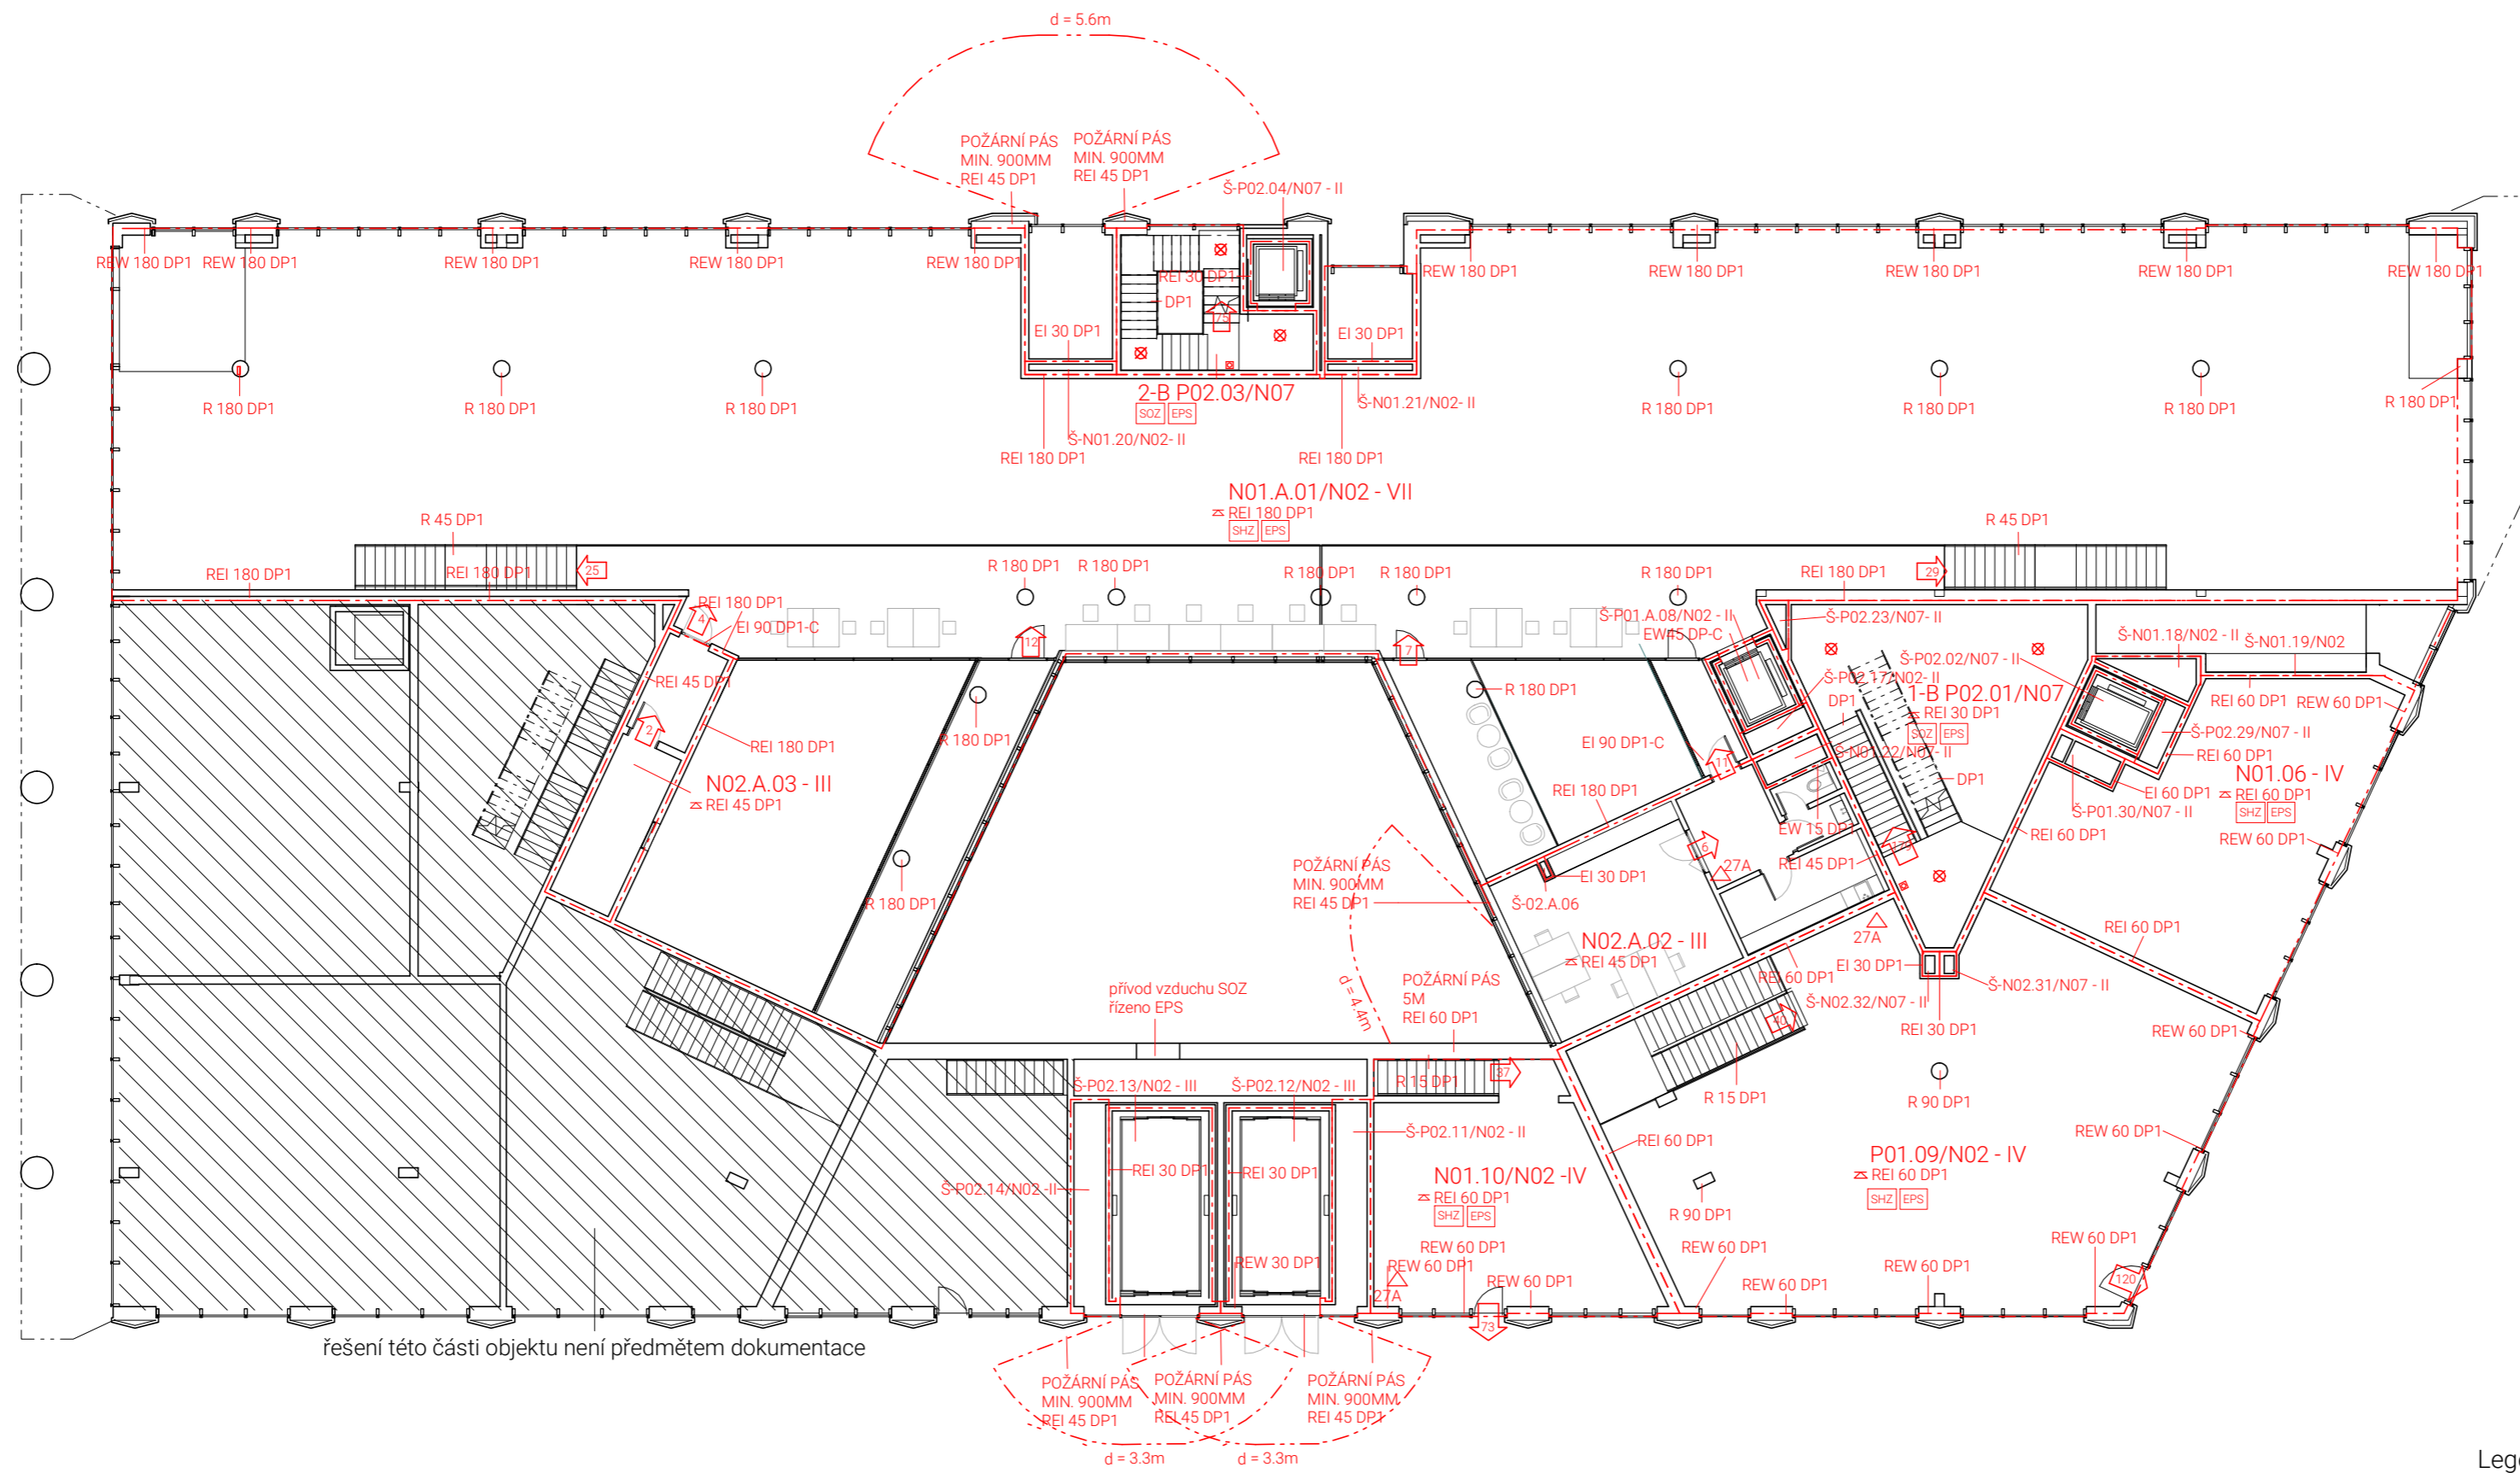 d = 5.6m
POŽÁRNÍ PÁS
MIN. 900MM
REI 45 DP1
POŽÁRNÍ PÁS
MIN. 900MM
REI 45 DP1
Š-P02.04/N07 - II
REW 180 DP1
REW 180 DP1
REW 180 DP1
REW 180 DP1
REW 180 DP1
REI 30 DP1
DP1
75
REW 180 DP1
REW 180 DP1
REW 180 DP1
REW 180 DP1
REW 180 DP1
EI 30 DP1
EI 30 DP1
R 180 DP1
R 180 DP1
R 180 DP1
2-B P02.03/N07
SOZ EPS
Š-N01.21/N02- II
R 180 DP1
R 180 DP1
R 180 DP1
R 180 DP1
Š-N01.20/N02- II
REI 180 DP1
REI 180 DP1
N01.A.01/N02 - VII
REI 180 DP1
SHZ EPS
R 45 DP1
R 45 DP1
25
29
REI 180 DP1
REI 180 DP1
R 180 DP1
R 180 DP1
R 180 DP1
R 180 DP1
R 180 DP1
REI 180 DP1
REI 180 DP1
4
EI 90 DP1-C
12
7
Š-P01.A.08/N02 - II
EW45 DP-C
Š-P02.23/N07- II
Š-N01.18/N02 - II
Š-N01.19/N02
Š-P02.02/N07 - II
REI 45 DP1
R 180 DP1
Š-P02.17/N02- II
1-B P02.01/N07
DP1
REI 30 DP1
SOZ EPS
REI 60 DP1
REW 60 DP1
2
REI 180 DP1
R 180 DP1
EI 90 DP1-C
11
Š-N01.22/N07- II
Š-P02.29/N07 - II
REI 60 DP1
N02.A.03 - III
REI 45 DP1
DP1
N01.06 - IV
REI 60 DP1
SHZ EPS
EI 60 DP1
Š-P01.30/N07 - II
REI 180 DP1
EW 15 DP1
REI 60 DP1
REW 60 DP1
6
27A
REI 45 DP1
179
POŽÁRNÍ PÁS
MIN. 900MM
REI 45 DP1
EI 30 DP1
Š-02.A.06
R 180 DP1
N02.A.02 - III
REI 45 DP1
27A
REI 60 DP1
EI 30 DP1
REI 60 DP1
přívod vzduchu SOZ
řízeno EPS
d = 4.4m
POŽÁRNÍ PÁS
5M
REI 60 DP1
Š-N02.31/N07 - II
Š-N02.32/N07 - II
40
REI 30 DP1
REW 60 DP1
Š-P02.13/N02 - III
Š-P02.12/N02 - III
R 15 DP1
37
R 15 DP1
R 90 DP1
Š-P02.11/N02 - II
REI 60 DP1
REW 60 DP1
REI 30 DP1
REI 30 DP1
Š-P02.14/N02 -II
N01.10/N02 -IV
REI 60 DP1
SHZ EPS
P01.09/N02 - IV
REI 60 DP1
SHZ EPS
R 90 DP1
REW 30 DP1
REW 60 DP1
REW 60 DP1
REW 60 DP1
REW 60 DP1
REW 60 DP1
REW 60 DP1
REW 60 DP1
27A
73
120
řešení této části objektu není předmětem dokumentace
POŽÁRNÍ PÁS
MIN. 900MM
REI 45 DP1
POŽÁRNÍ PÁS
MIN. 900MM
REI 45 DP1
POŽÁRNÍ PÁS
MIN. 900MM
REI 45 DP1
d = 3.3m
d = 3.3m